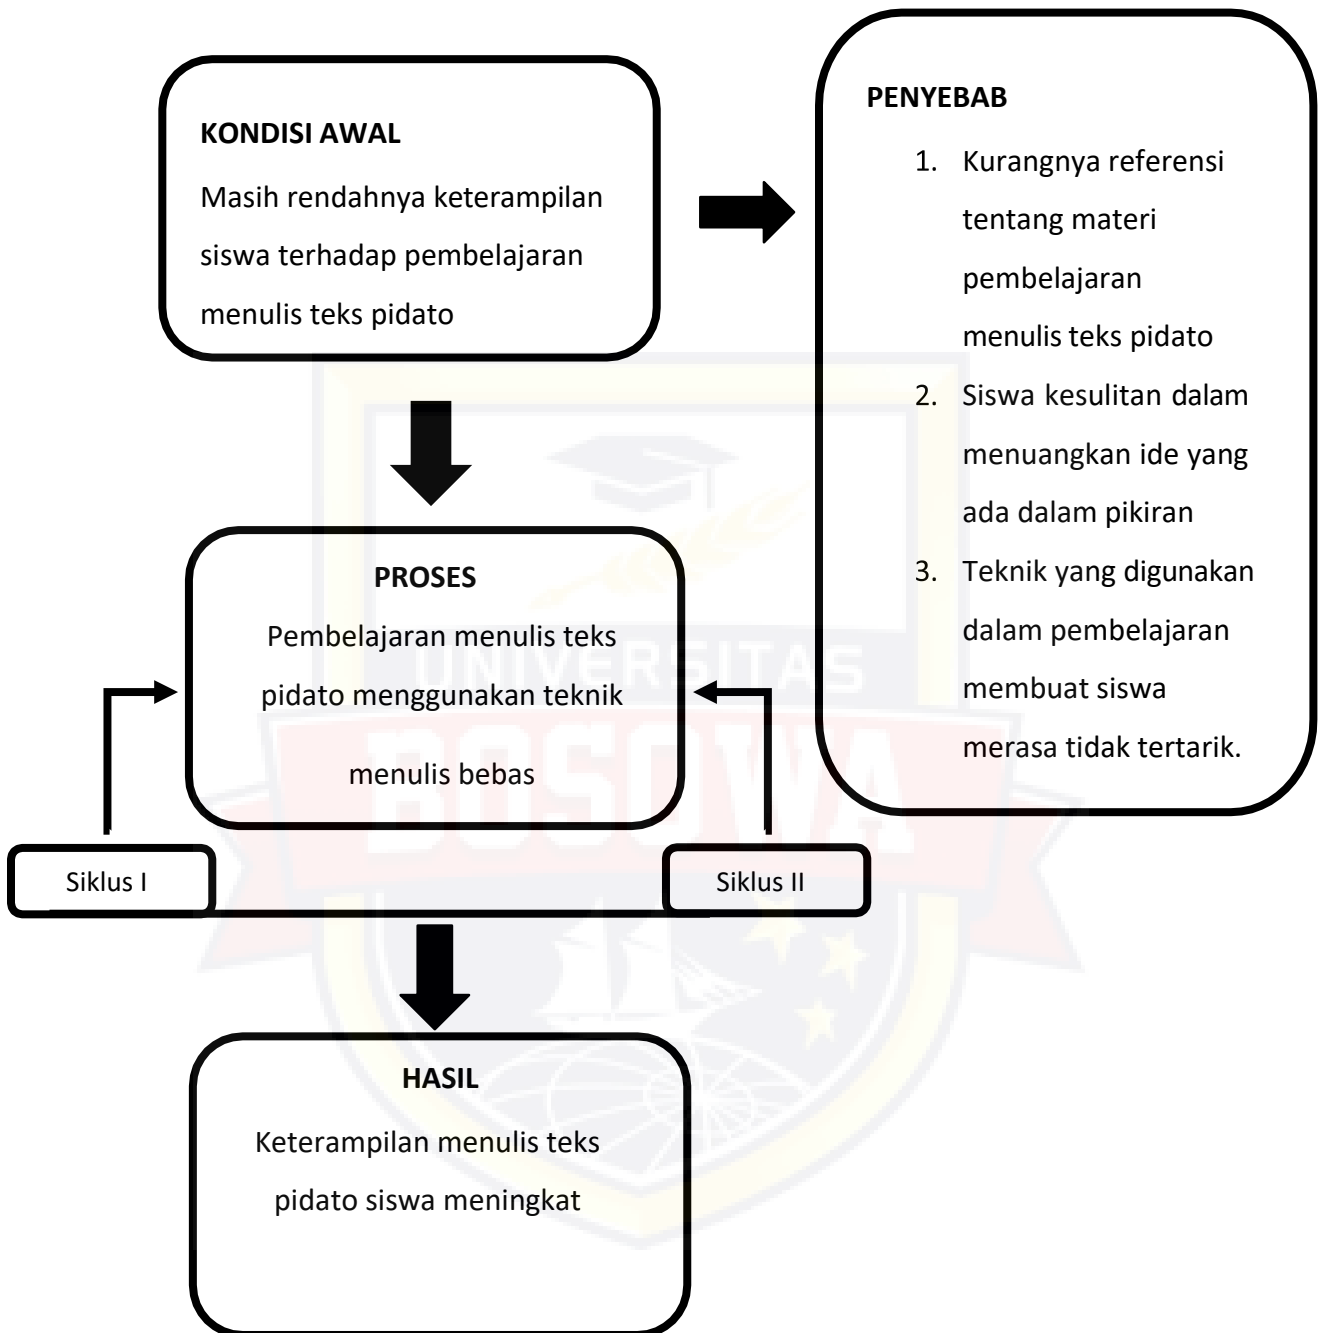 KONDISI AWAL
Masih rendahnya keterampilan
siswa terhadap pembelajaran
menulis teks pidato
PENYEBAB
1. Kurangnya referensi
tentang materi
pembelajaran
menulis teks pidato
2. Siswa kesulitan dalam
menuangkan ide yang
ada dalam pikiran
3. Teknik yang digunakan
dalam pembelajaran
membuat siswa
merasa tidak tertarik.
PROSES
Pembelajaran menulis teks
pidato menggunakan teknik
menulis bebas
Siklus I
Siklus II
HASIL
Keterampilan menulis teks
pidato siswa meningkat
UNIVERSITAS
BOSOWA